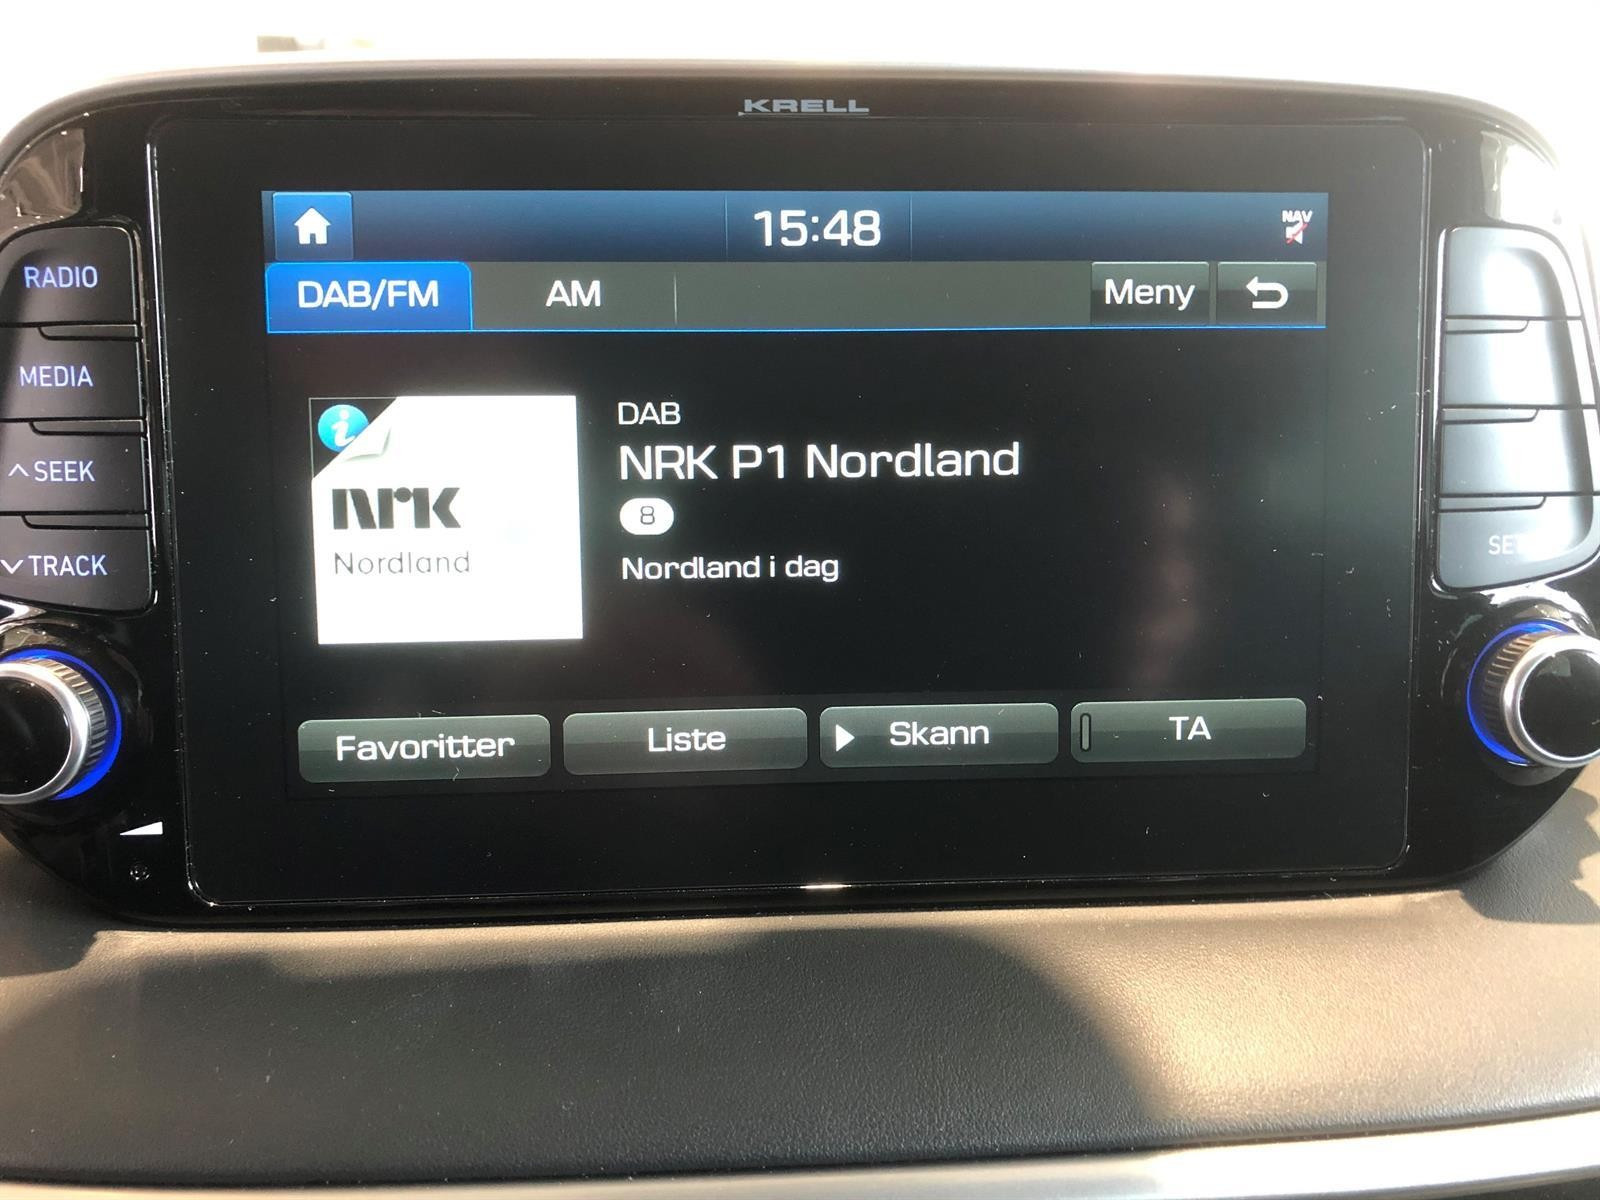 KRELL
15:48
NAV
RADIO
DAB/FM
AM
Meny
MEDIA
SEEK
TRACK
nrk
Nordland
DAB
NRK P1 Nordland
8
Nordland i dag
Favoritter
Liste
Skann
TA